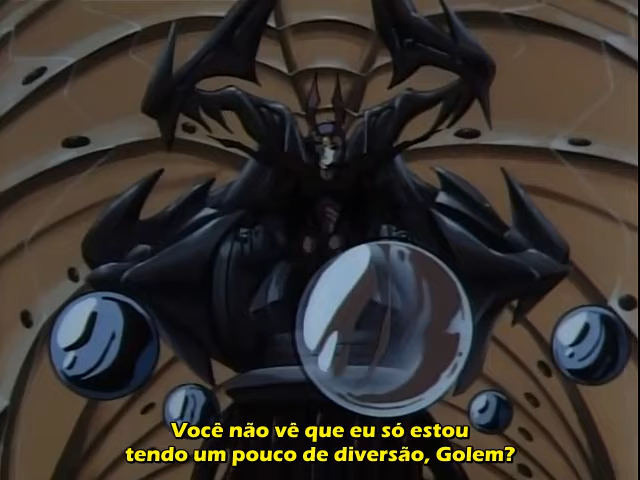 Você não vê que eu só estou
tendo um pouco de diversão, Golem?